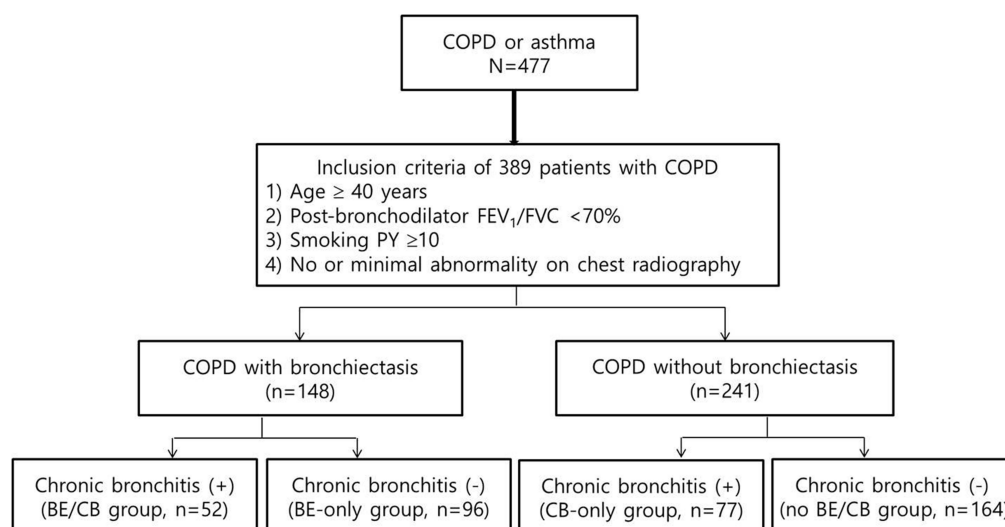 COPD or asthma
N=477
Inclusion criteria of 389 patients with COPD
1) Age ≥ 40 years
2) Post-bronchodilator FEV₁/FVC <70%
3) Smoking PY ≥10
4) No or minimal abnormality on chest radiography
COPD with bronchiectasis
(n=148)
COPD without bronchiectasis
(n=241)
Chronic bronchitis (+)
(BE/CB group, n=52)
Chronic bronchitis (-)
(BE-only group, n=96)
Chronic bronchitis (+)
(CB-only group, n=77)
Chronic bronchitis (-)
(no BE/CB group, n=164)